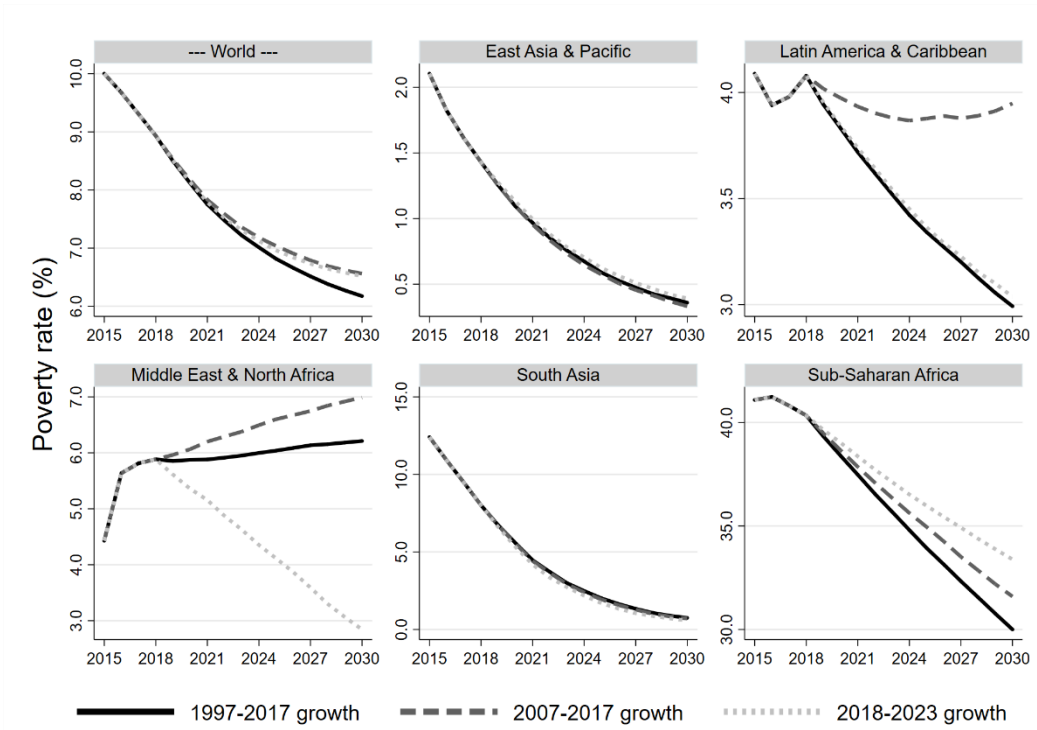 --- World ---
East Asia & Pacific
Latin America & Caribbean
Poverty rate (%)
10.0
9.0
8.0
7.0
6.0
2015 2018 2021 2024 2027 2030
2.0
1.5
1.0
0.5
2015 2018 2021 2024 2027 2030
4.0
3.5
3.0
2015 2018 2021 2024 2027 2030
Middle East & North Africa
South Asia
Sub-Saharan Africa
7.0
6.0
5.0
4.0
3.0
2015 2018 2021 2024 2027 2030
15.0
10.0
5.0
0.0
2015 2018 2021 2024 2027 2030
40.0
35.0
30.0
2015 2018 2021 2024 2027 2030
1997-2017 growth
2007-2017 growth
2018-2023 growth